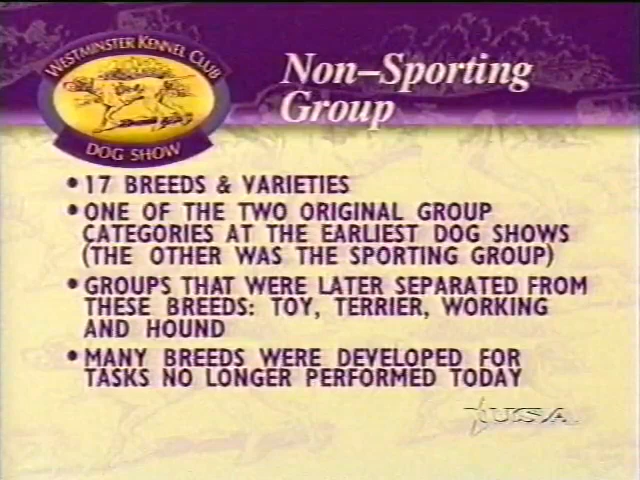 WESTMINSTER KENNEL CLUB
DOG SHOW
Non-Sporting
Group
• 17 BREEDS & VARIETIES
• ONE OF THE TWO ORIGINAL GROUP
CATEGORIES AT THE EARLIEST DOG SHOWS
(THE OTHER WAS THE SPORTING GROUP)
• GROUPS THAT WERE LATER SEPARATED FROM
THESE BREEDS: TOY, TERRIER, WORKING
AND HOUND
• MANY BREEDS WERE DEVELOPED FOR
TASKS NO LONGER PERFORMED TODAY
USA